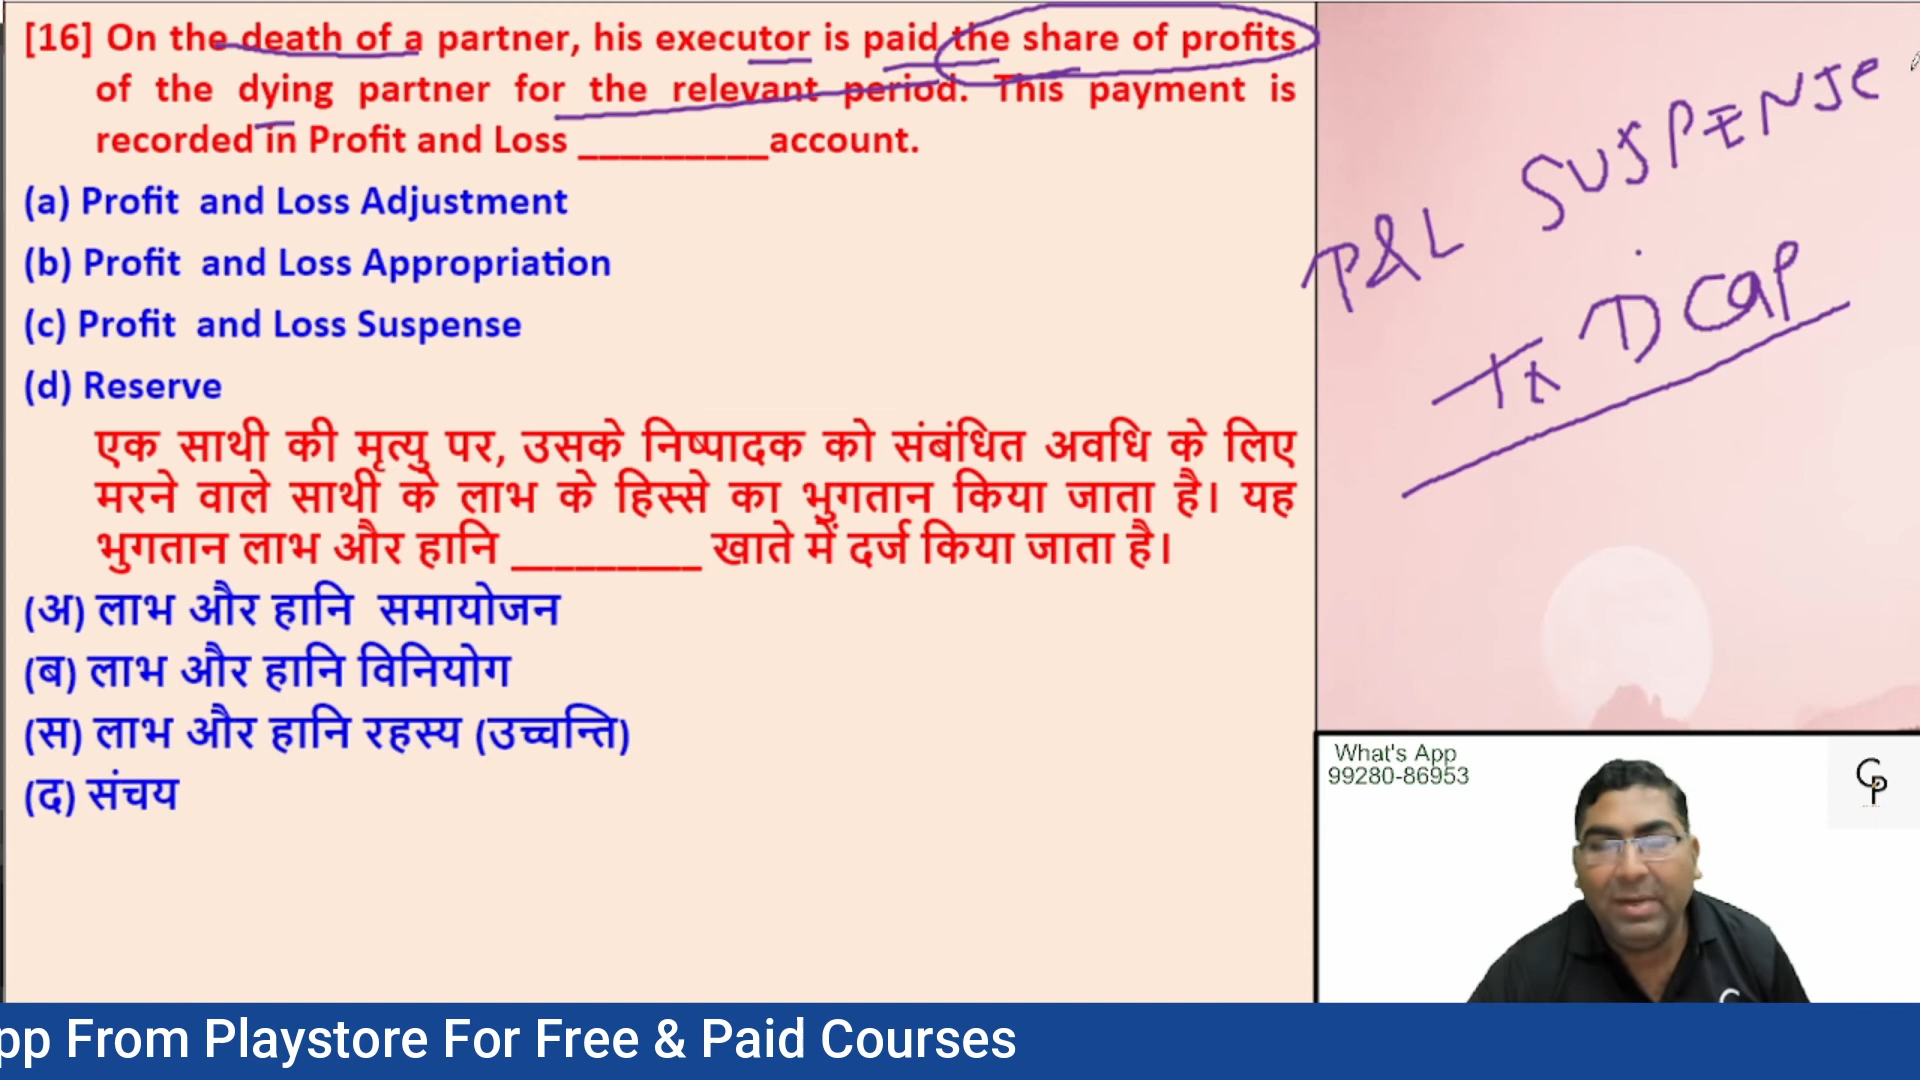 [16] On the death of a partner, his executor is paid the share of profits
of the dying partner for the relevant period. This payment is
recorded in Profit and Loss _________account.
(a) Profit and Loss Adjustment
(b) Profit and Loss Appropriation
(c) Profit and Loss Suspense
(d) Reserve
एक साथी की मृत्यु पर, उसके निष्पादक को संबंधित अवधि के लिए
मरने वाले साथी के लाभ के हिस्से का भुगतान किया जाता है। यह
भुगतान लाभ और हानि _________ खाते में दर्ज किया जाता है।
(अ) लाभ और हानि समायोजन
(ब) लाभ और हानि विनियोग
(स) लाभ और हानि रहस्य (उच्चन्ति)
(द) संचय
P&L SUSPENSE
D CAP
What's App
99280-86953
CP
pp From Playstore For Free & Paid Courses